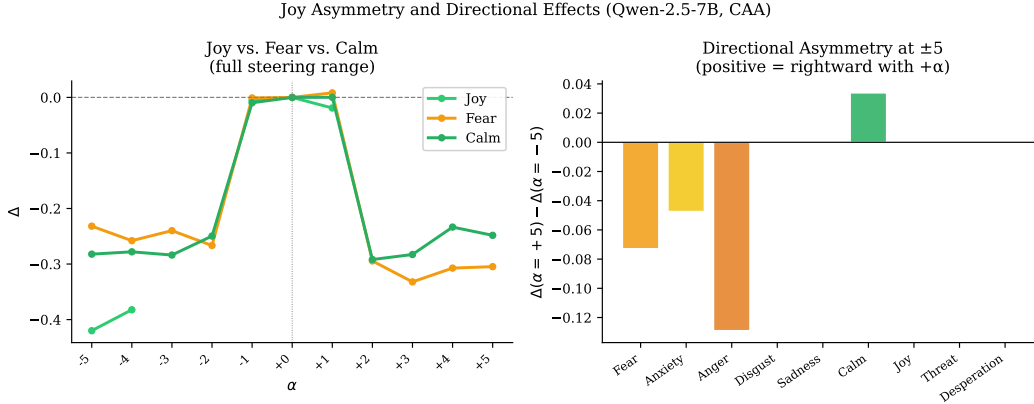 Joy Asymmetry and Directional Effects (Qwen-2.5-7B, CAA)
Joy vs. Fear vs. Calm
(full steering range)
Δ
0.0
−0.1
−0.2
−0.3
−0.4
Joy
Fear
Calm
-5
-4
-3
-2
-1
+0
+1
+2
+3
+4
+5
α
Directional Asymmetry at ±5
(positive = rightward with +α)
Δ(α = +5) − Δ(α = −5)
0.04
0.02
0.00
−0.02
−0.04
−0.06
−0.08
−0.10
−0.12
Fear
Anxiety
Anger
Disgust
Sadness
Calm
Joy
Threat
Desperation